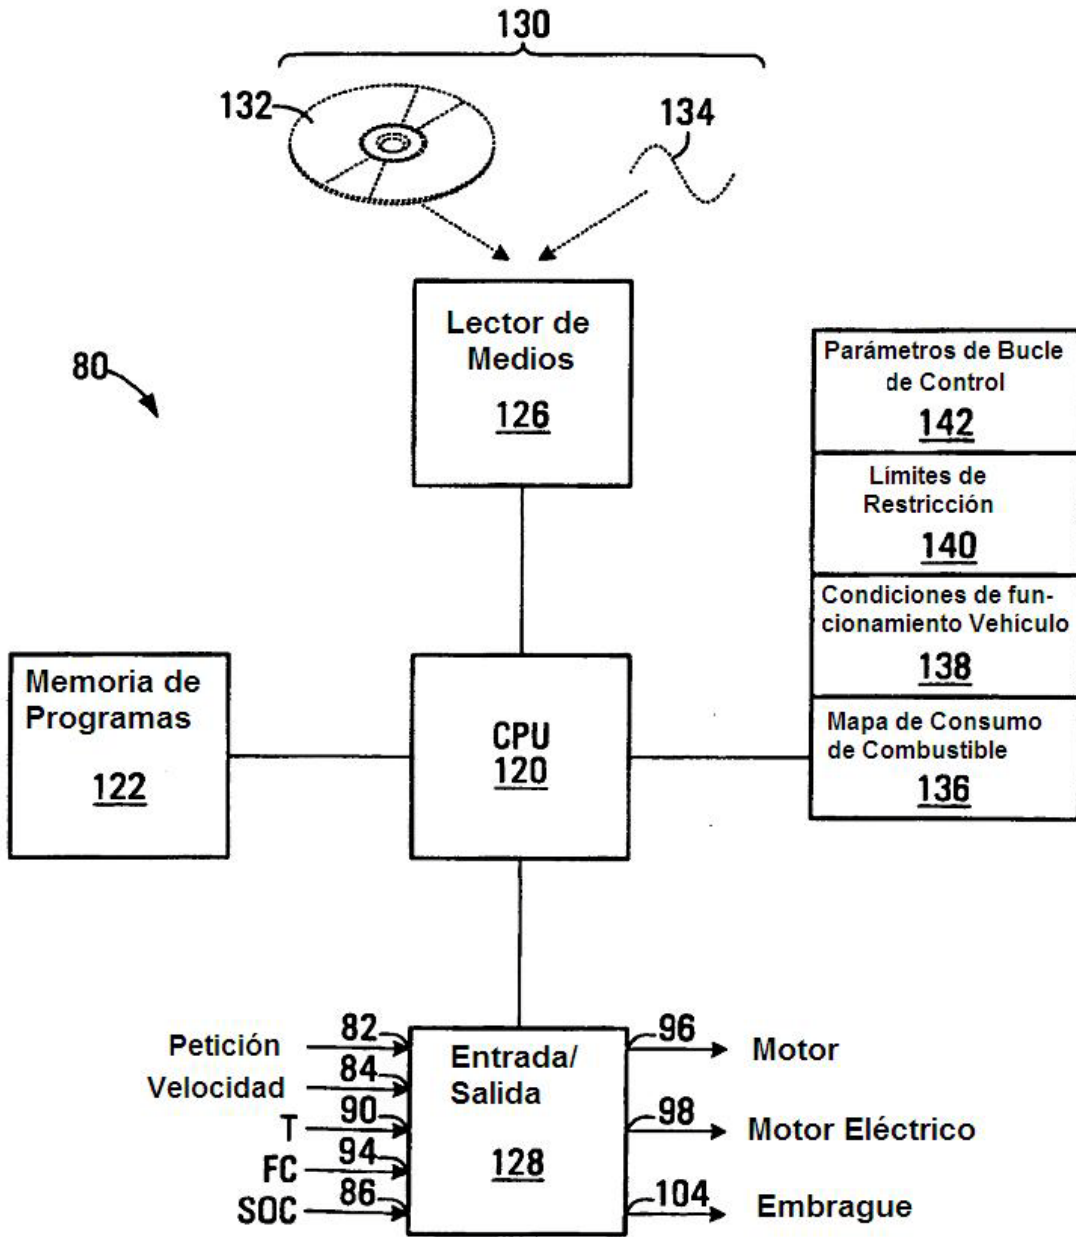 130
132
134
Lector de
Medios
126
80
Parámetros de Bucle
de Control
142
Límites de
Restricción
140
Condiciones de fun-
cionamiento Vehículo
138
Mapa de Consumo
de Combustible
136
Memoria de
Programas
122
CPU
120
Petición 82
Velocidad 84
T 90
FC 94
SOC 86
Entrada/
Salida
128
96 Motor
98 Motor Eléctrico
104 Embrague